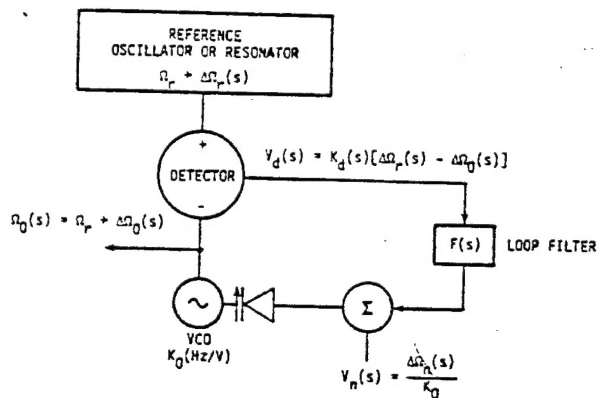 REFERENCE
OSCILLATOR OR RESONATOR
Ω_r + ΔΩ_r(s)
+
DETECTOR
-
V_d(s) = K_d(s)[ΔΩ_r(s) - ΔΩ_0(s)]
Ω_0(s) = Ω_r + ΔΩ_0(s)
F(s)
LOOP FILTER
~
Σ
VCO
K_0(Hz/V)
V_n(s) = ΔΩ_n(s)
K_0